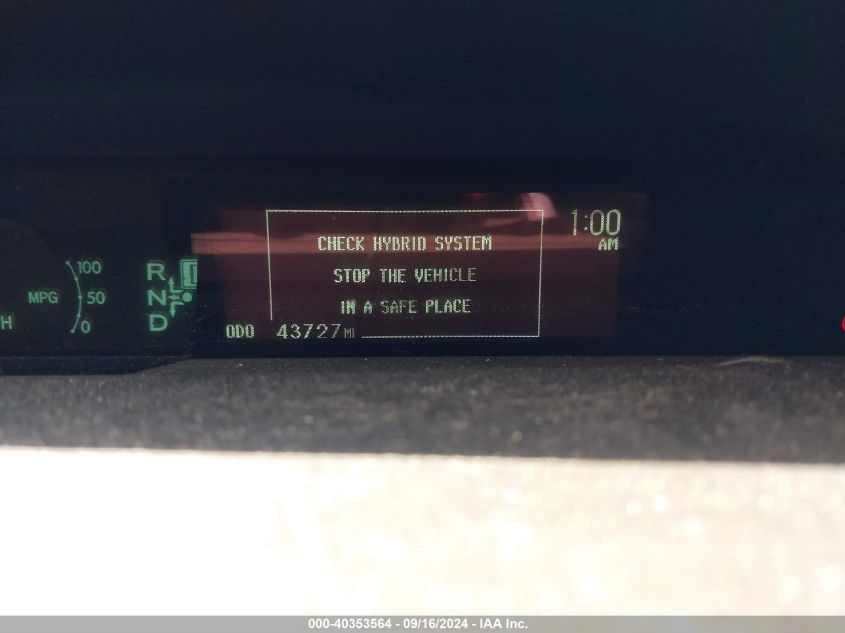 1:00
AM
CHECK HYBRID SYSTEM
STOP THE VEHICLE
IN A SAFE PLACE
ODO 43727 MI
100
MPG 50
0
R
N
D
H
000-40353564 - 09/16/2024 - IAA Inc.